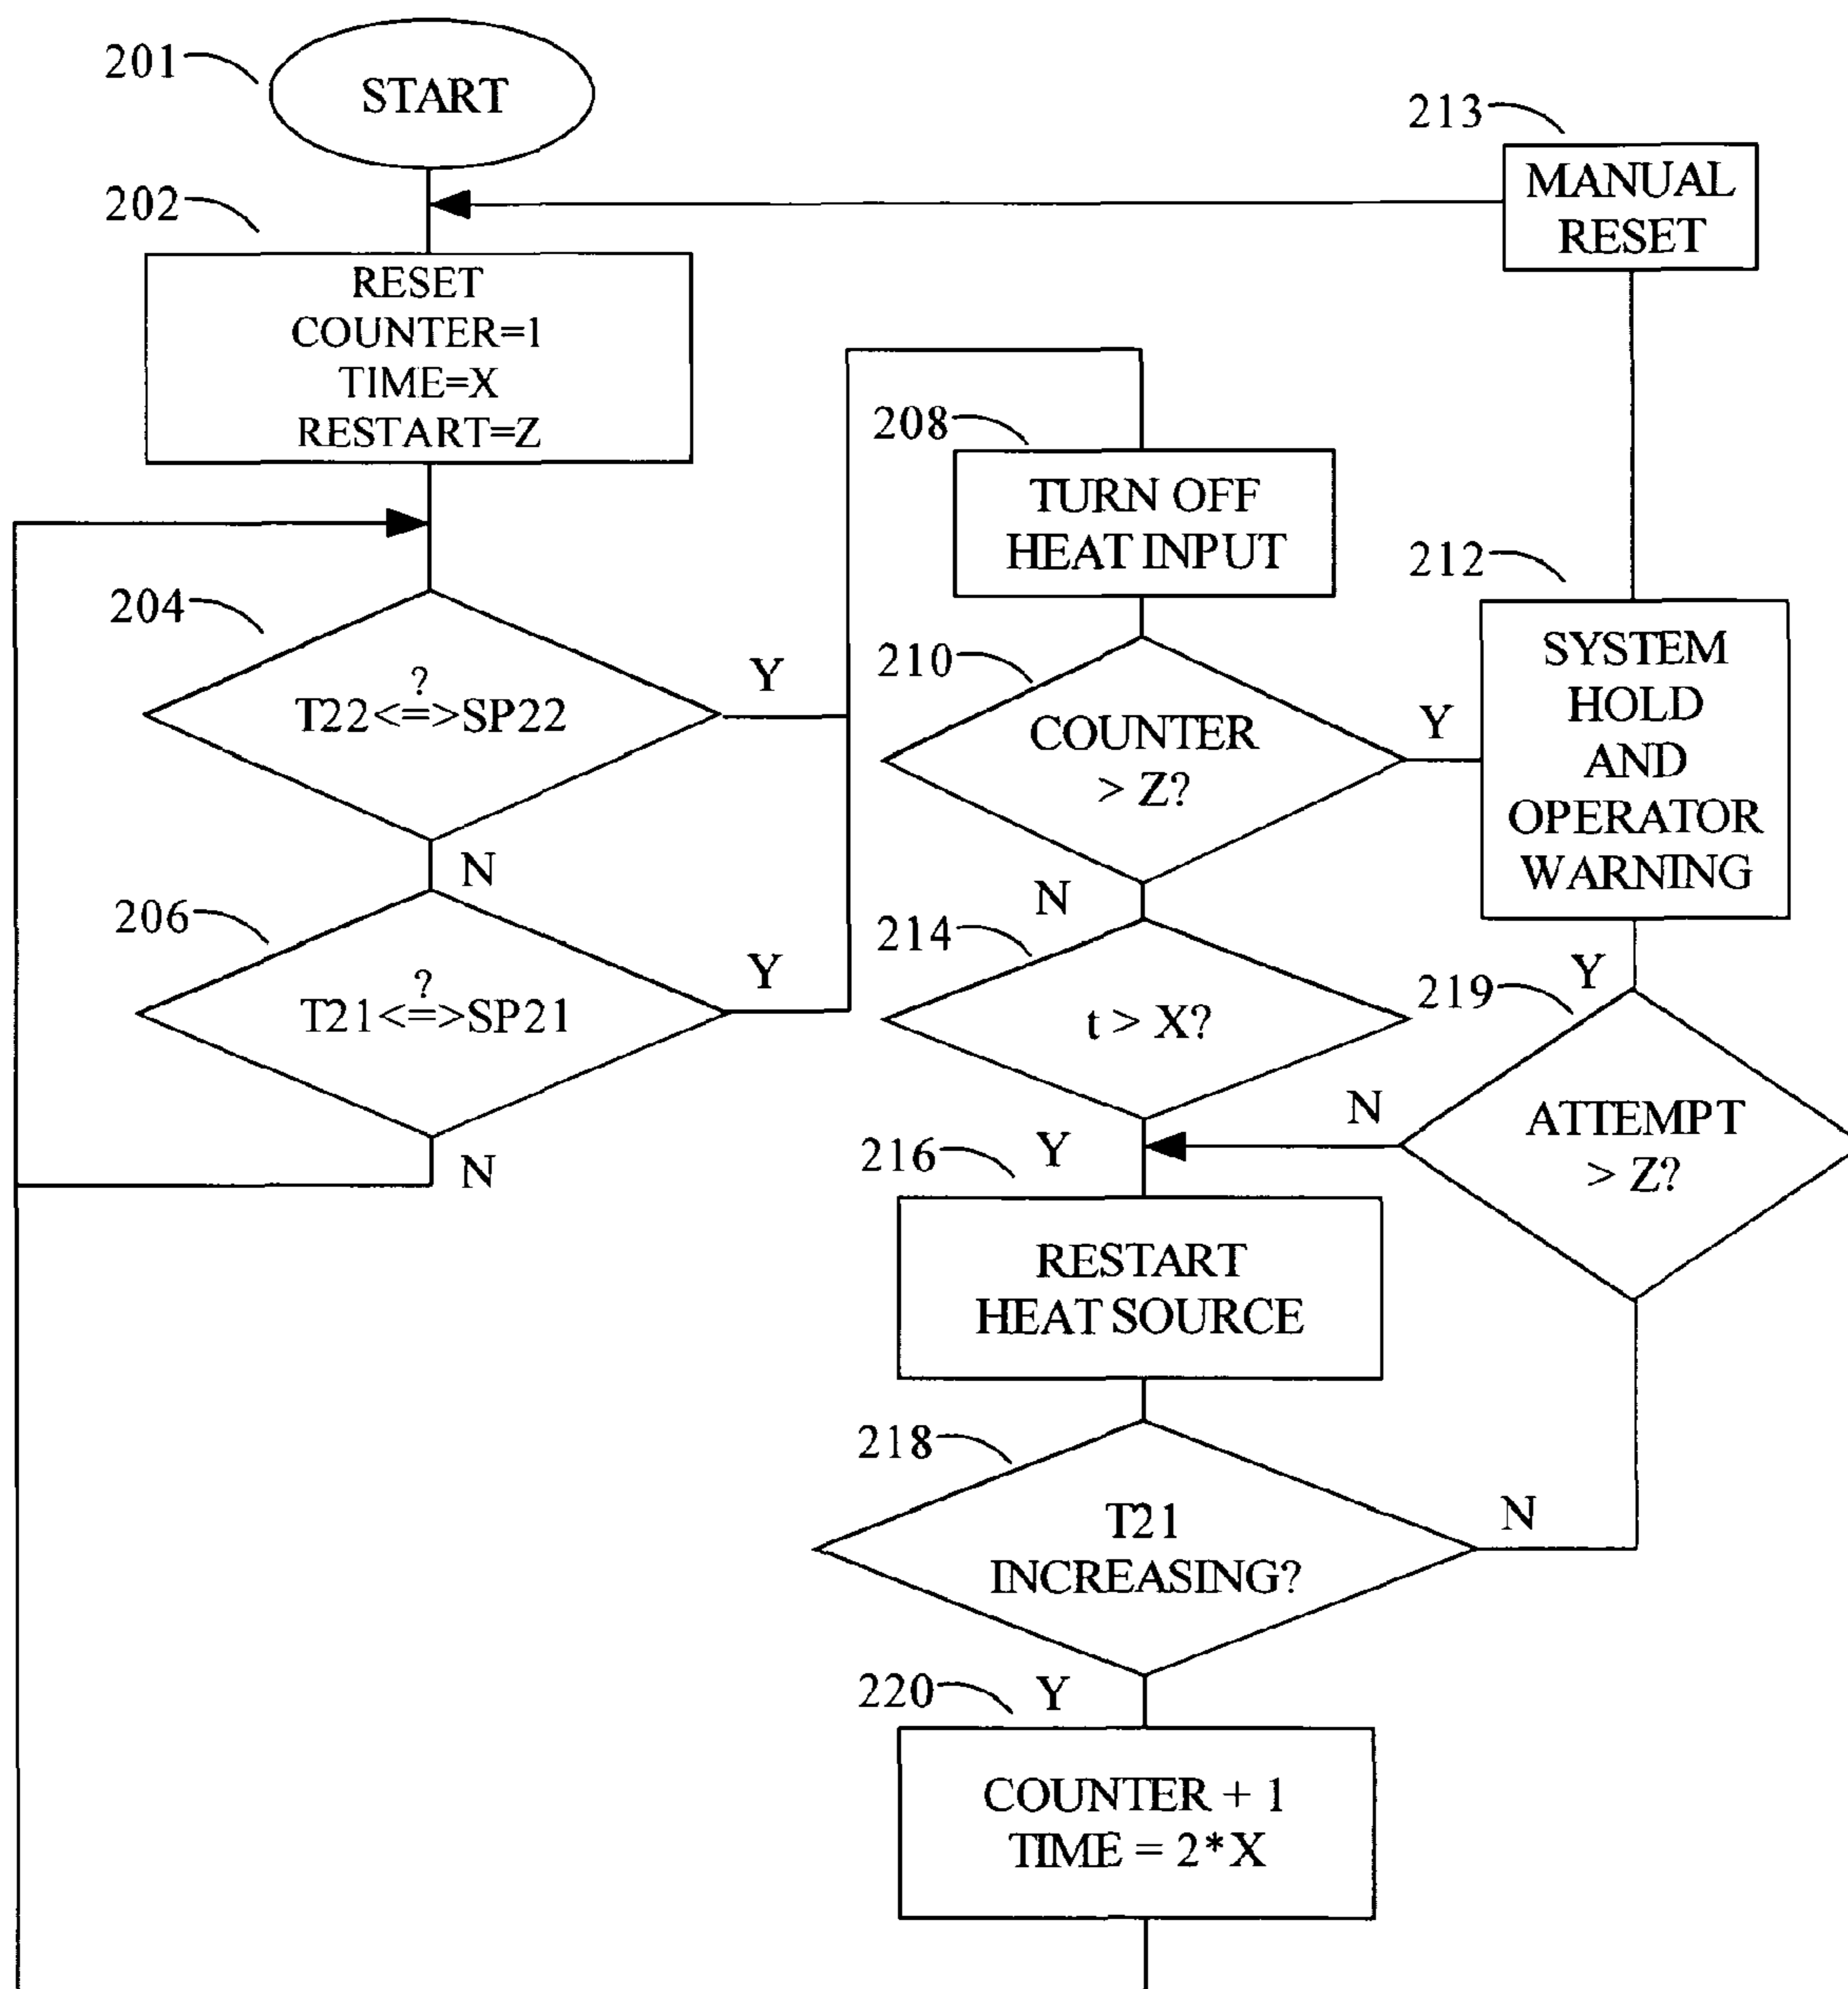 201
START
213
MANUAL
RESET
202
RESET
COUNTER=1
TIME=X
RESTART=Z
208
TURN OFF
HEAT INPUT
204
?
T22<=>SP22
Y
N
210
COUNTER
> Z?
Y
N
212
SYSTEM
HOLD
AND
OPERATOR
WARNING
Y
206
?
T21<=>SP21
Y
N
214
t > X?
Y
219
ATTEMPT
> Z?
N
216
RESTART
HEAT SOURCE
218
T21
INCREASING?
N
Y
220
COUNTER + 1
TIME = 2*X